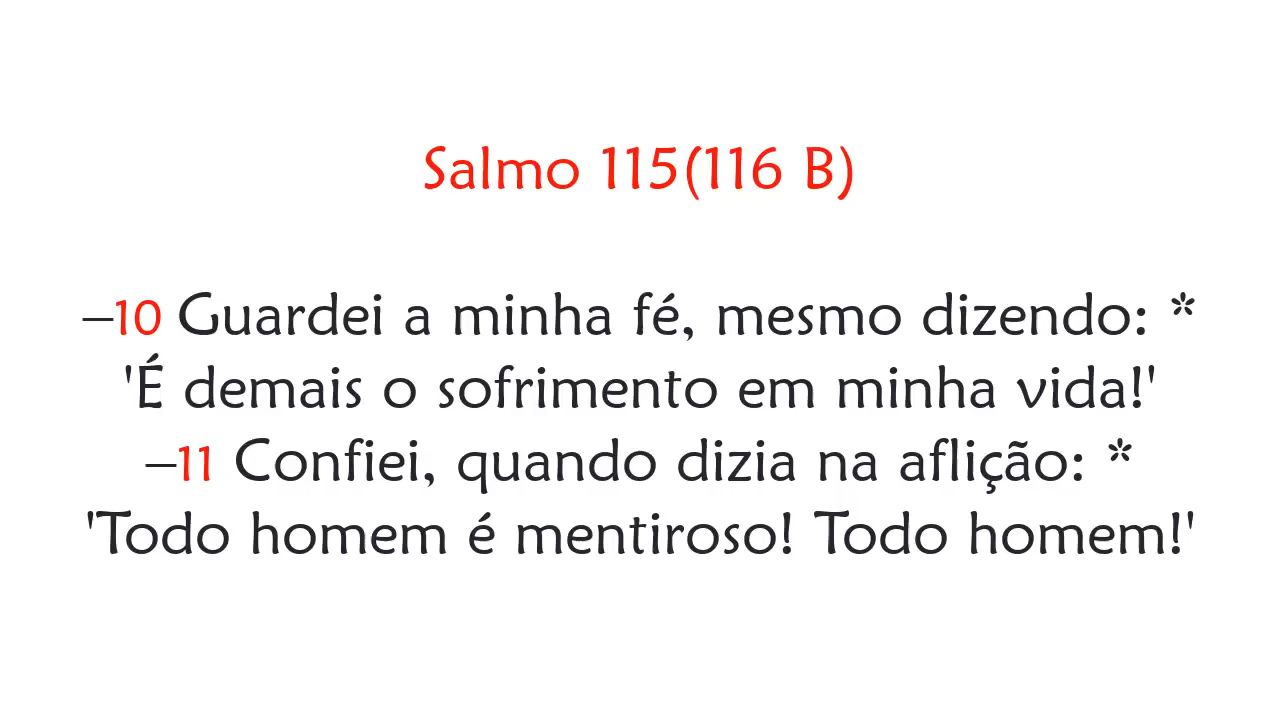 Salmo 115(116 B)
–10 Guardei a minha fé, mesmo dizendo: *
'É demais o sofrimento em minha vida!'
–11 Confiei, quando dizia na aflição: *
'Todo homem é mentiroso! Todo homem!'